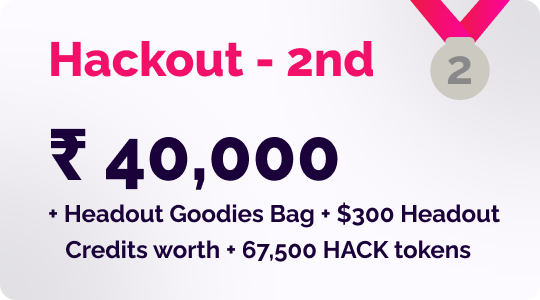 Hackout - 2nd
2
₹ 40,000
+ Headout Goodies Bag + $300 Headout
Credits worth + 67,500 HACK tokens